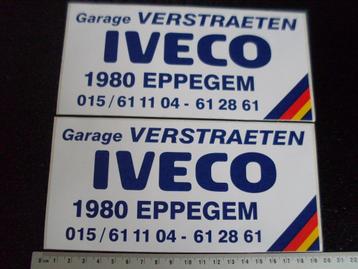 Garage VERSTRAETEN
IVECO
1980 EPPEGEM
015/61 11 04 - 61 28 61
Garage VERSTRAETEN
IVECO
1980 EPPEGEM
015/61 11 04 - 61 28 61